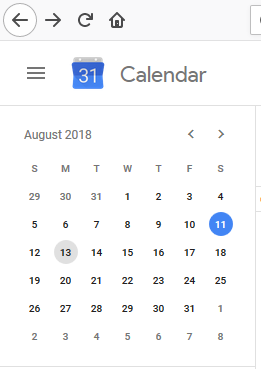 31 Calendar
August 2018
S M T W T F S
29 30 31 1 2 3 4
5 6 7 8 9 10 11
12 13 14 15 16 17 18
19 20 21 22 23 24 25
26 27 28 29 30 31 1
2 3 4 5 6 7 8